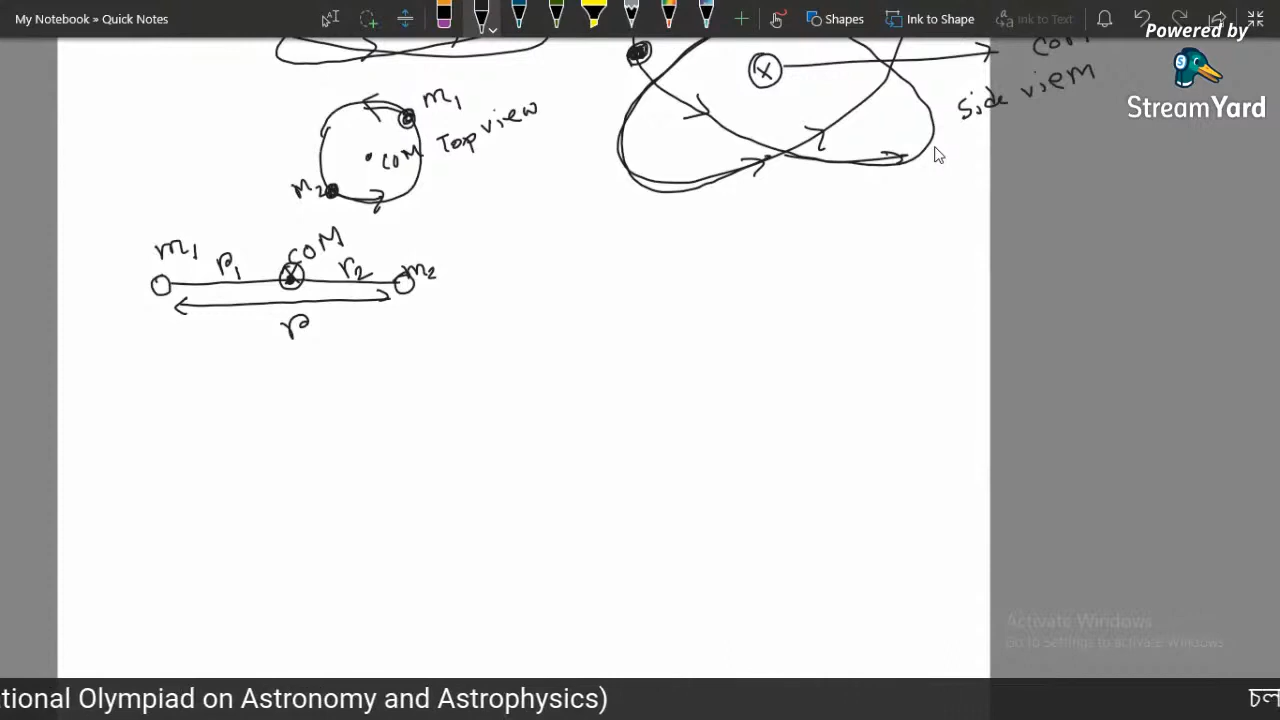 My Notebook » Quick Notes
Shapes
Ink to Shape
Ink to Text
Powered by
StreamYard
m1
Top view
COM
m2
Side view
m1
r1
COM
r2
m2
r
Activate Windows
Go to Settings to activate Windows.
ational Olympiad on Astronomy and Astrophysics)
চল